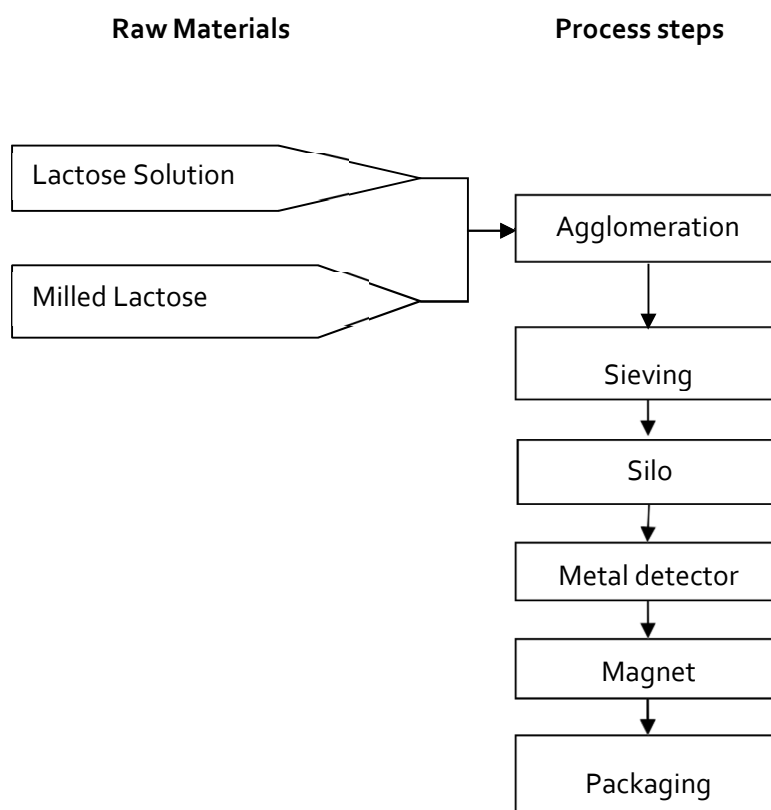 Raw Materials
Process steps
Lactose Solution
Milled Lactose
Agglomeration
Sieving
Silo
Metal detector
Magnet
Packaging